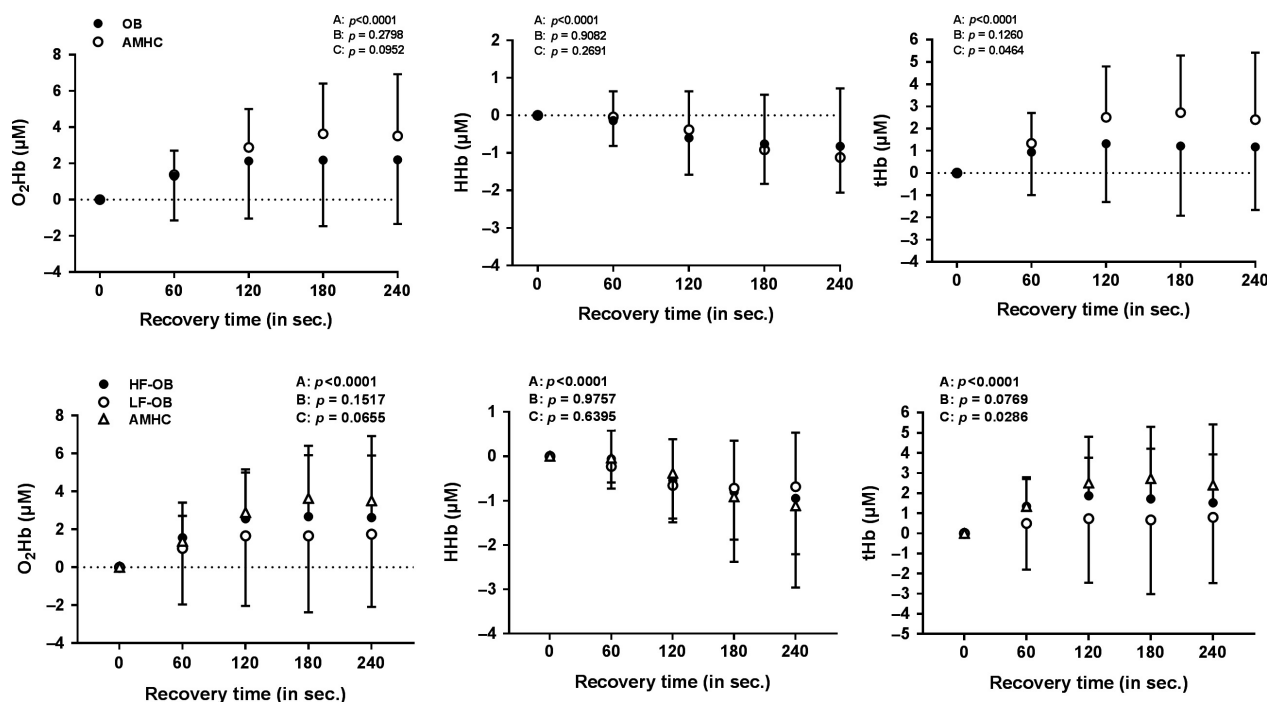 OB
AMHC
A: p<0.0001
B: p = 0.2798
C: p = 0.0952
8
6
4
2
0
–2
–4
O2Hb (µM)
0 60 120 180 240
Recovery time (in sec.)
A: p<0.0001
B: p = 0.9082
C: p = 0.2691
2
1
0
–1
–2
–3
–4
HHb (µM)
0 60 120 180 240
Recovery time (in sec.)
A: p<0.0001
B: p = 0.1260
C: p = 0.0464
6
5
4
3
2
1
0
–1
–2
–3
–4
tHb (µM)
0 60 120 180 240
Recovery time (in sec.)
HF-OB
LF-OB
AMHC
A: p<0.0001
B: p = 0.1517
C: p = 0.0655
8
6
4
2
0
–2
–4
O2Hb (µM)
0 60 120 180 240
Recovery time (in sec.)
A: p<0.0001
B: p = 0.9757
C: p = 0.6395
1
0
–1
–2
–3
–4
HHb (µM)
0 60 120 180 240
Recovery time (in sec.)
A: p<0.0001
B: p = 0.0769
C: p = 0.0286
6
5
4
3
2
1
0
–1
–2
–3
–4
–5
tHb (µM)
0 60 120 180 240
Recovery time (in sec.)